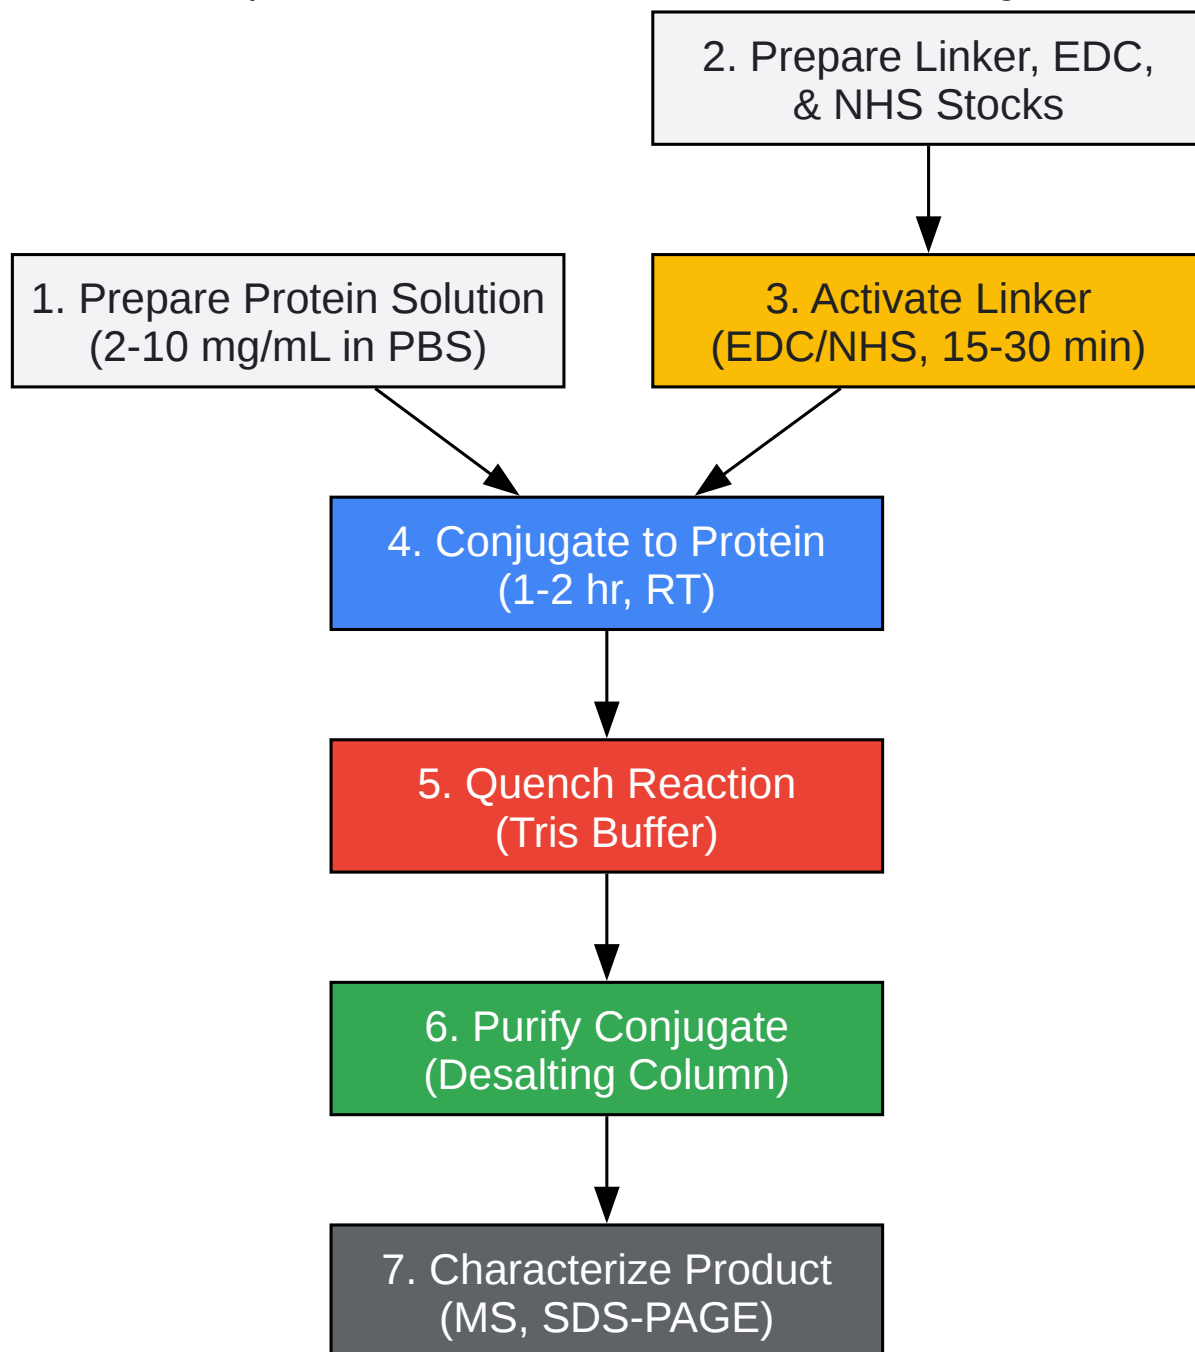 2. Prepare Linker, EDC,
& NHS Stocks
1. Prepare Protein Solution
(2-10 mg/mL in PBS)
3. Activate Linker
(EDC/NHS, 15-30 min)
4. Conjugate to Protein
(1-2 hr, RT)
5. Quench Reaction
(Tris Buffer)
6. Purify Conjugate
(Desalting Column)
7. Characterize Product
(MS, SDS-PAGE)